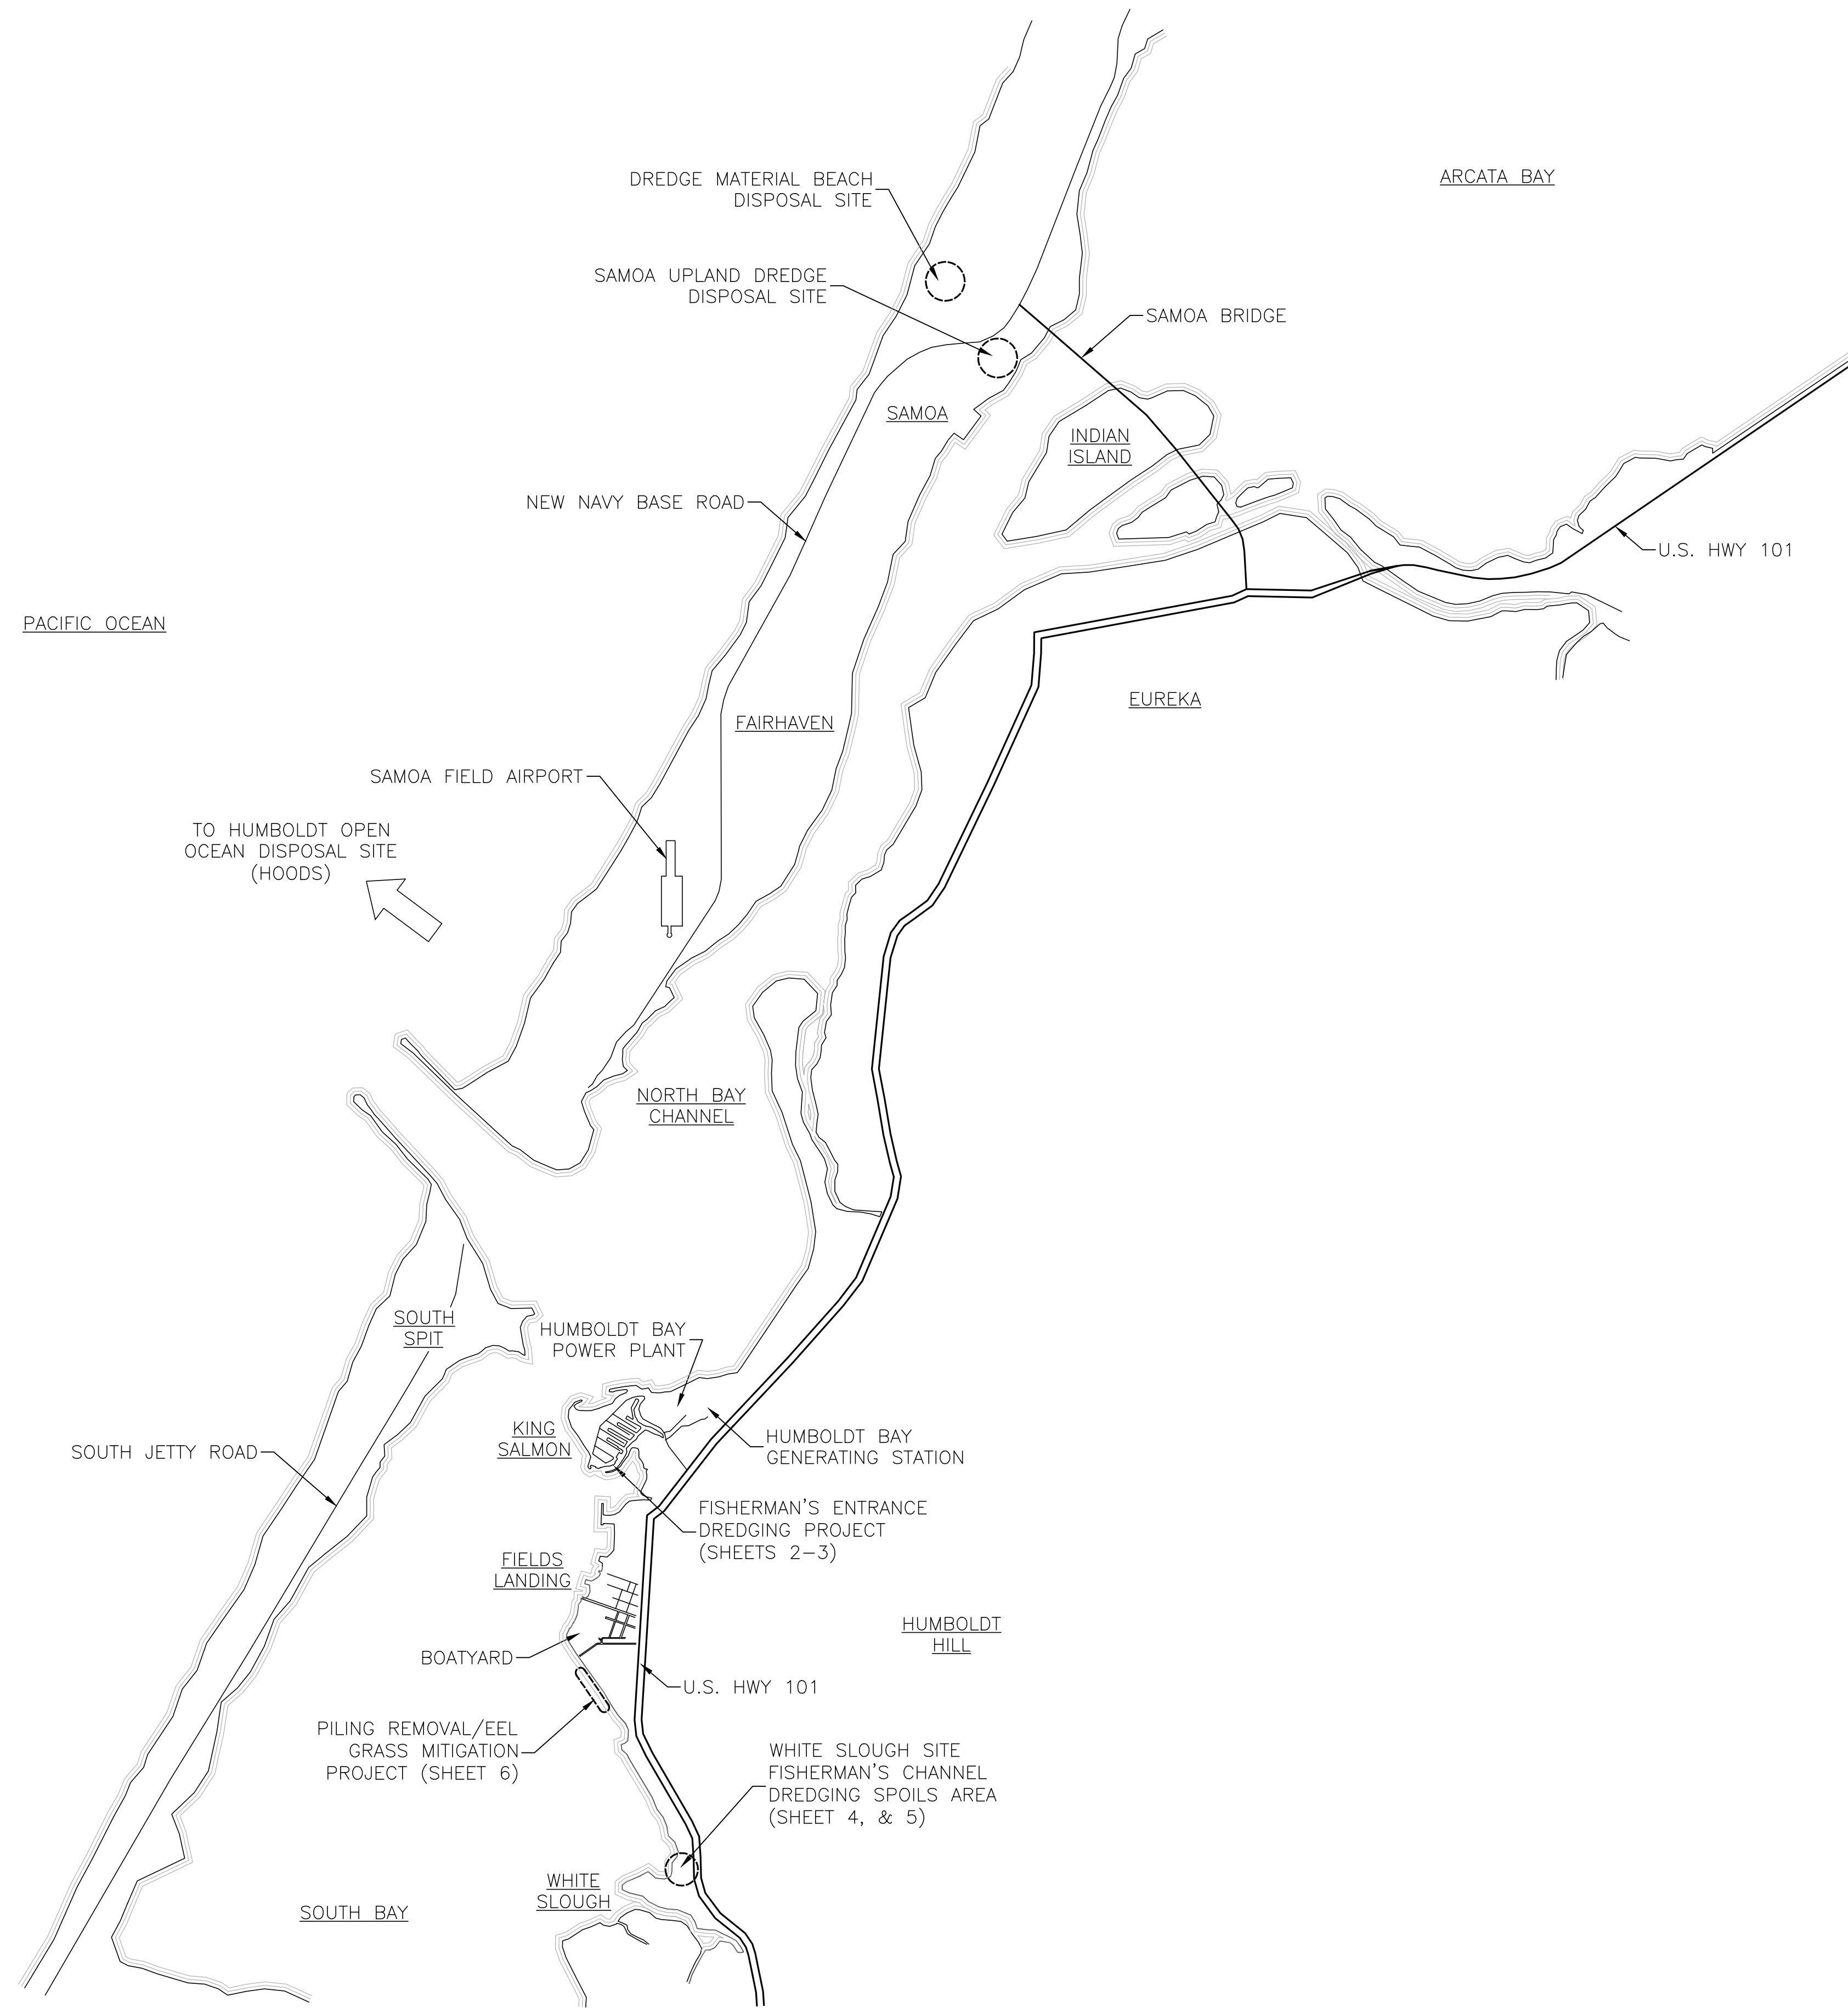 DREDGE MATERIAL BEACH
DISPOSAL SITE
ARCATA BAY
SAMOA UPLAND DREDGE
DISPOSAL SITE
SAMOA BRIDGE
SAMOA
INDIAN
ISLAND
NEW NAVY BASE ROAD
U.S. HWY 101
PACIFIC OCEAN
EUREKA
FAIRHAVEN
SAMOA FIELD AIRPORT
TO HUMBOLDT OPEN
OCEAN DISPOSAL SITE
(HOODS)
NORTH BAY
CHANNEL
SOUTH
SPIT
HUMBOLDT BAY
POWER PLANT
KING
SALMON
HUMBOLDT BAY
GENERATING STATION
SOUTH JETTY ROAD
FISHERMAN'S ENTRANCE
DREDGING PROJECT
(SHEETS 2-3)
FIELDS
LANDING
HUMBOLDT
HILL
BOATYARD
U.S. HWY 101
PILING REMOVAL/EEL
GRASS MITIGATION
PROJECT (SHEET 6)
WHITE SLOUGH SITE
FISHERMAN'S CHANNEL
DREDGING SPOILS AREA
(SHEET 4, & 5)
WHITE
SLOUGH
SOUTH BAY